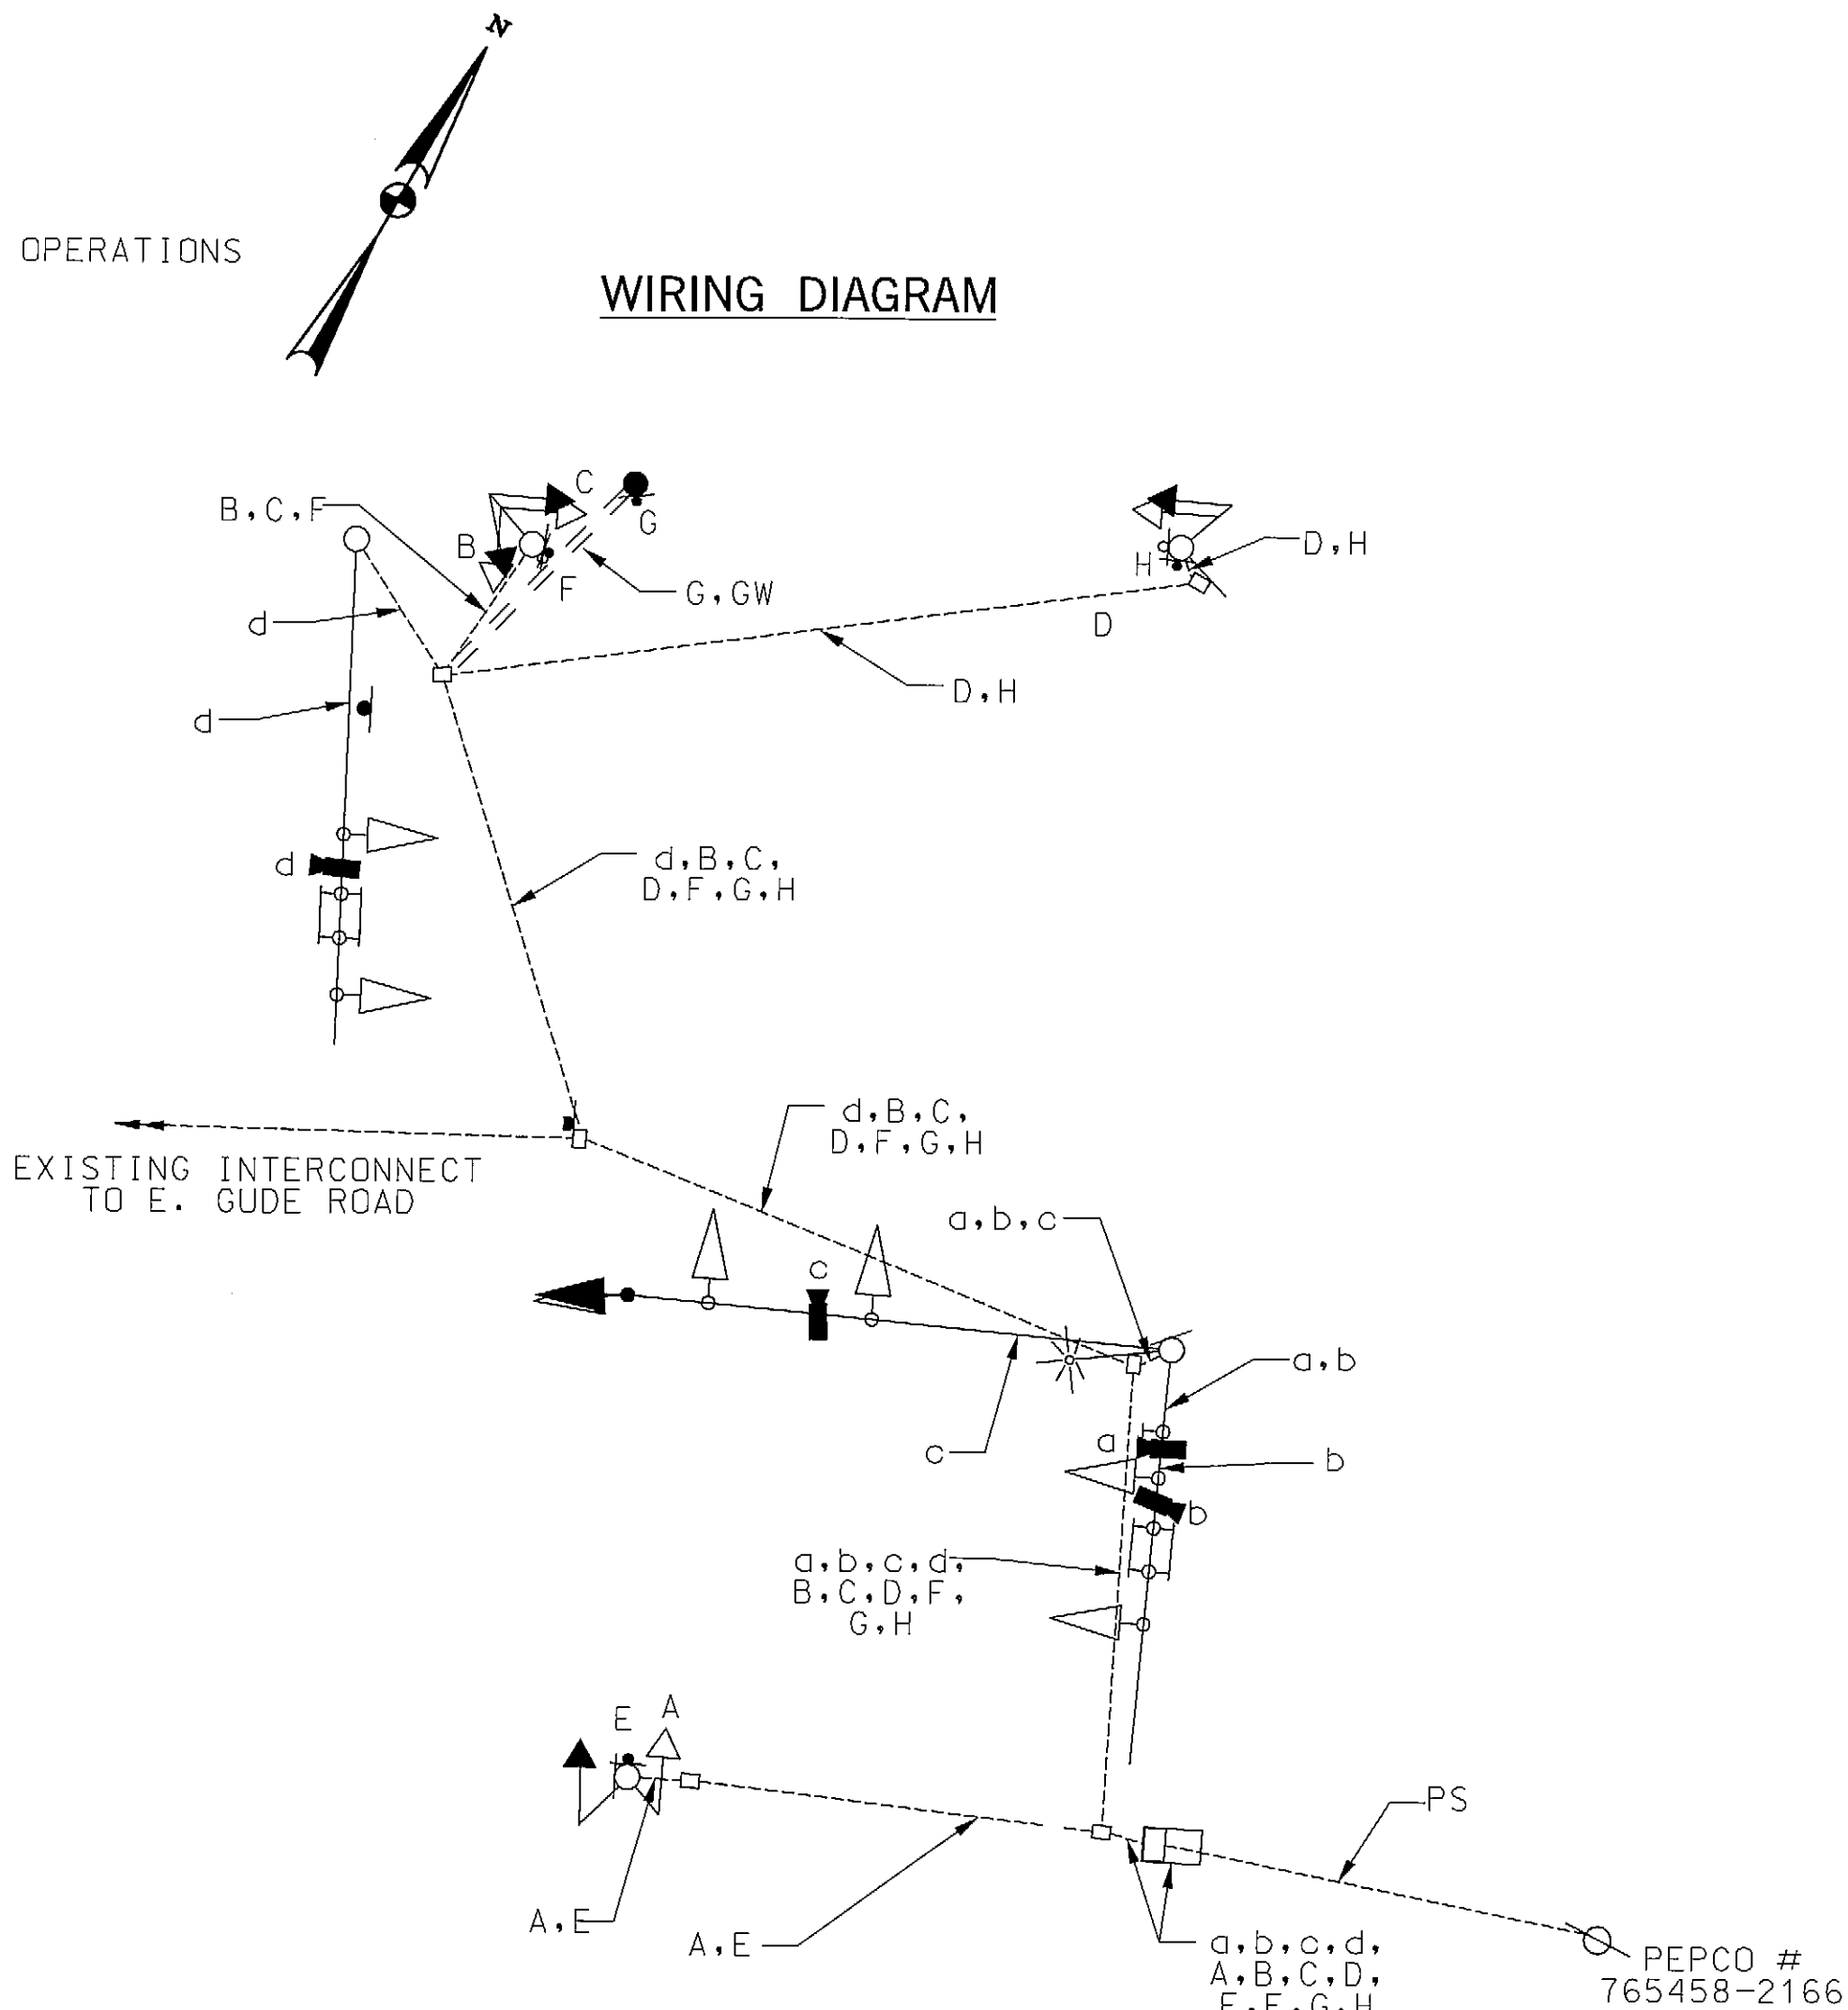 N
OPERATIONS
WIRING DIAGRAM
B,C,F
C
G
B
F
G,GW
H
D,H
D
D,H
d
d
d
d,B,C,
D,F,G,H
EXISTING INTERCONNECT
TO E. GUDE ROAD
d,B,C,
D,F,G,H
a,b,c
c
a,b
c
a
b
b
a,b,c,d,
B,C,D,F,
G,H
E
A
PS
A,E
A,E
a,b,c,d,
A,B,C,D,
E,F,G,H
PEPCO #
765458-2166